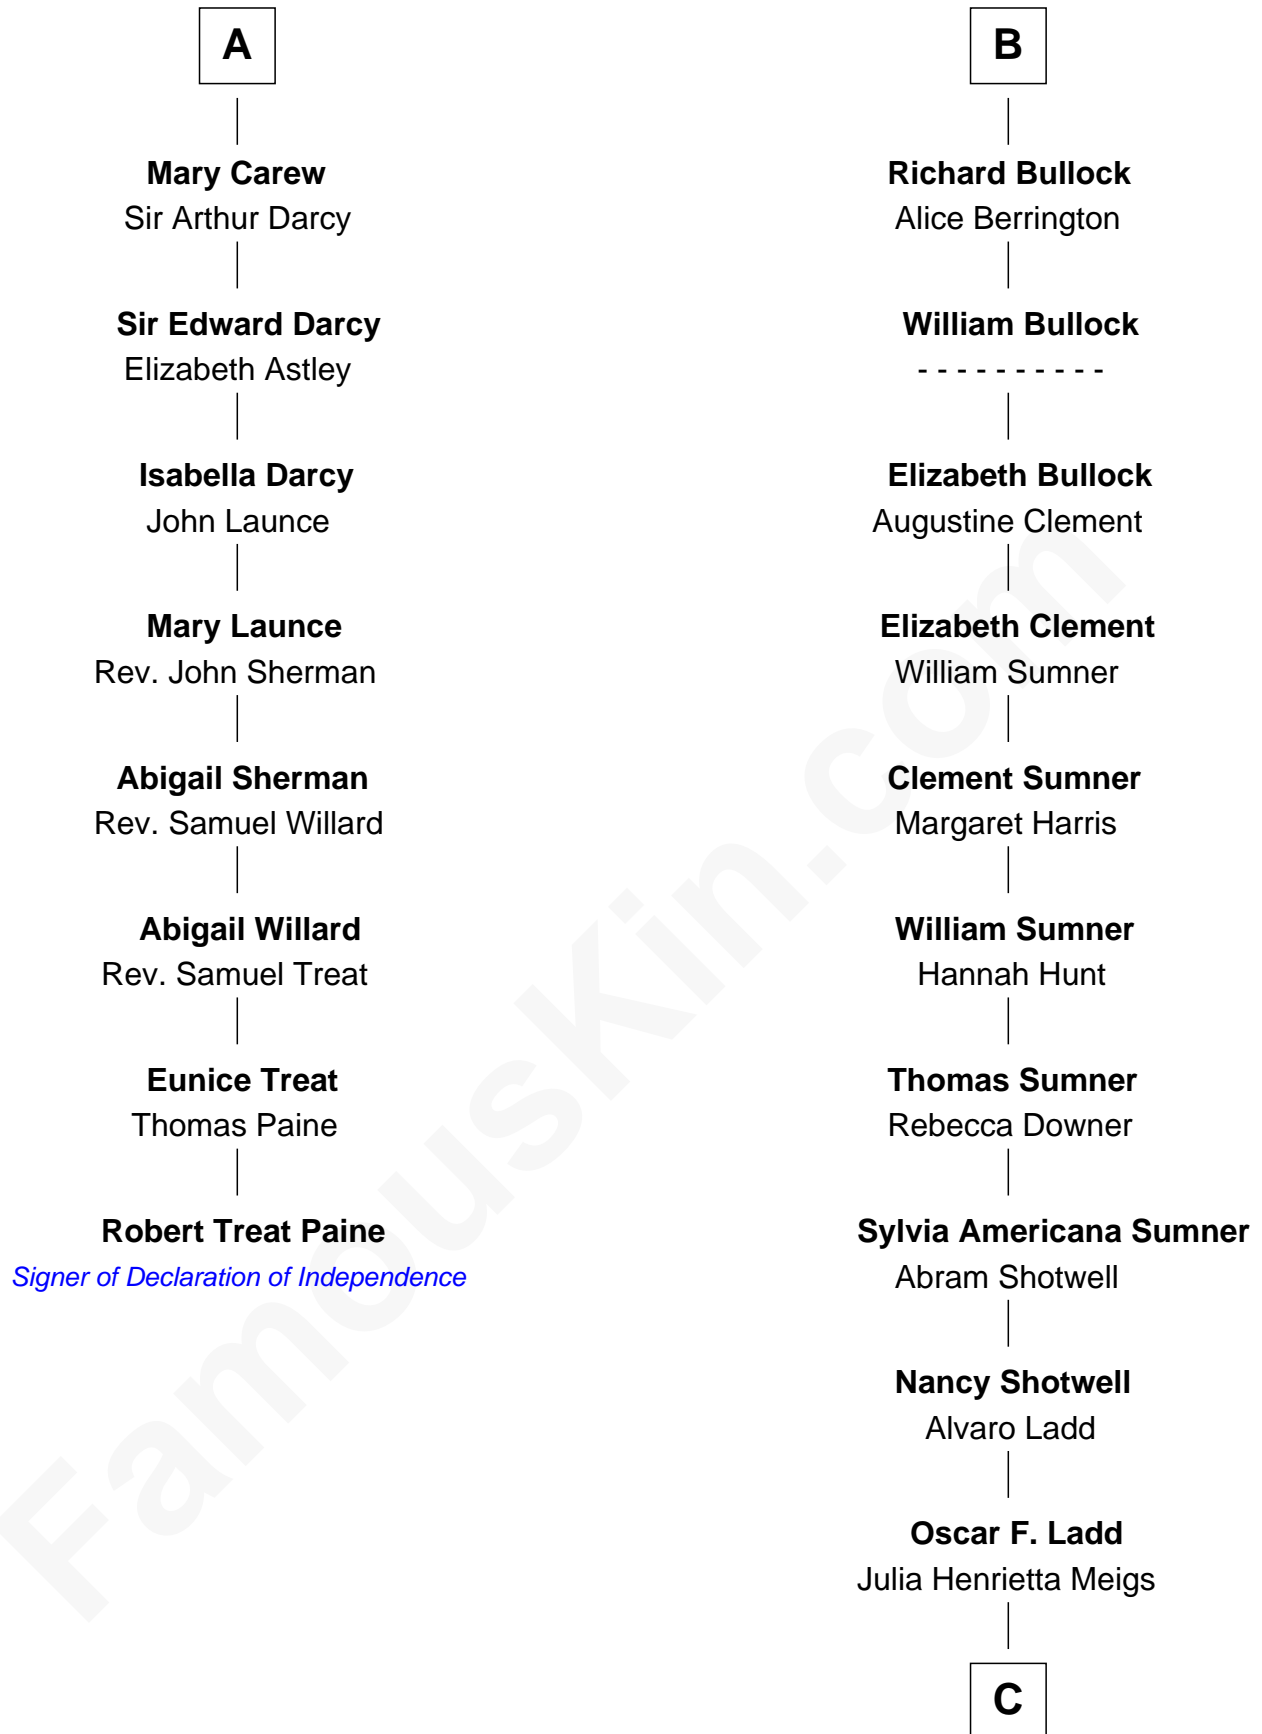 A
Mary Carew
Sir Arthur Darcy
Sir Edward Darcy
Elizabeth Astley
Isabella Darcy
John Launce
Mary Launce
Rev. John Sherman
Abigail Sherman
Rev. Samuel Willard
Abigail Willard
Rev. Samuel Treat
Eunice Treat
Thomas Paine
Robert Treat Paine
Signer of Declaration of Independence
B
Richard Bullock
Alice Berrington
William Bullock
- - - - - - - - - -
Elizabeth Bullock
Augustine Clement
Elizabeth Clement
William Sumner
Clement Sumner
Margaret Harris
William Sumner
Hannah Hunt
Thomas Sumner
Rebecca Downer
Sylvia Americana Sumner
Abram Shotwell
Nancy Shotwell
Alvaro Ladd
Oscar F. Ladd
Julia Henrietta Meigs
C
FamousKin.com